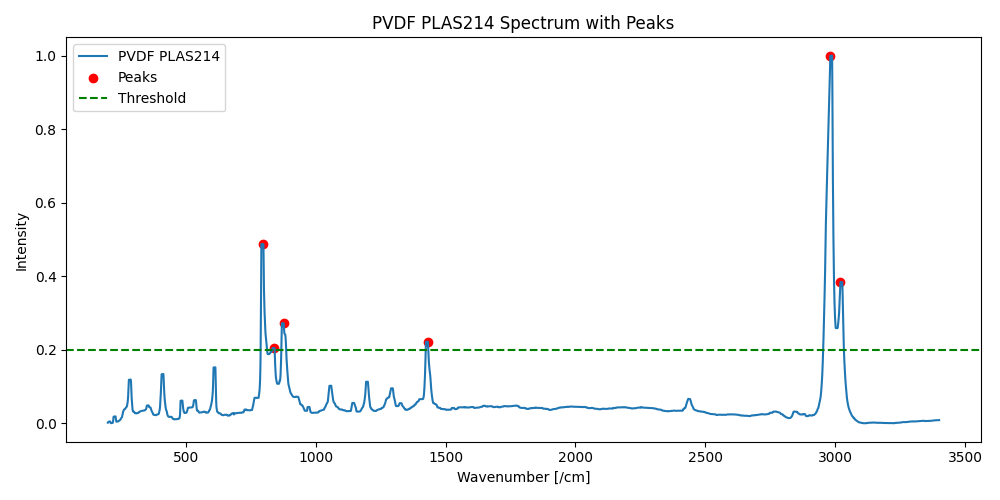 PVDF PLAS214 Spectrum with Peaks
PVDF PLAS214
Peaks
Threshold
Intensity
1.0
0.8
0.6
0.4
0.2
0.0
500 1000 1500 2000 2500 3000 3500
Wavenumber [/cm]